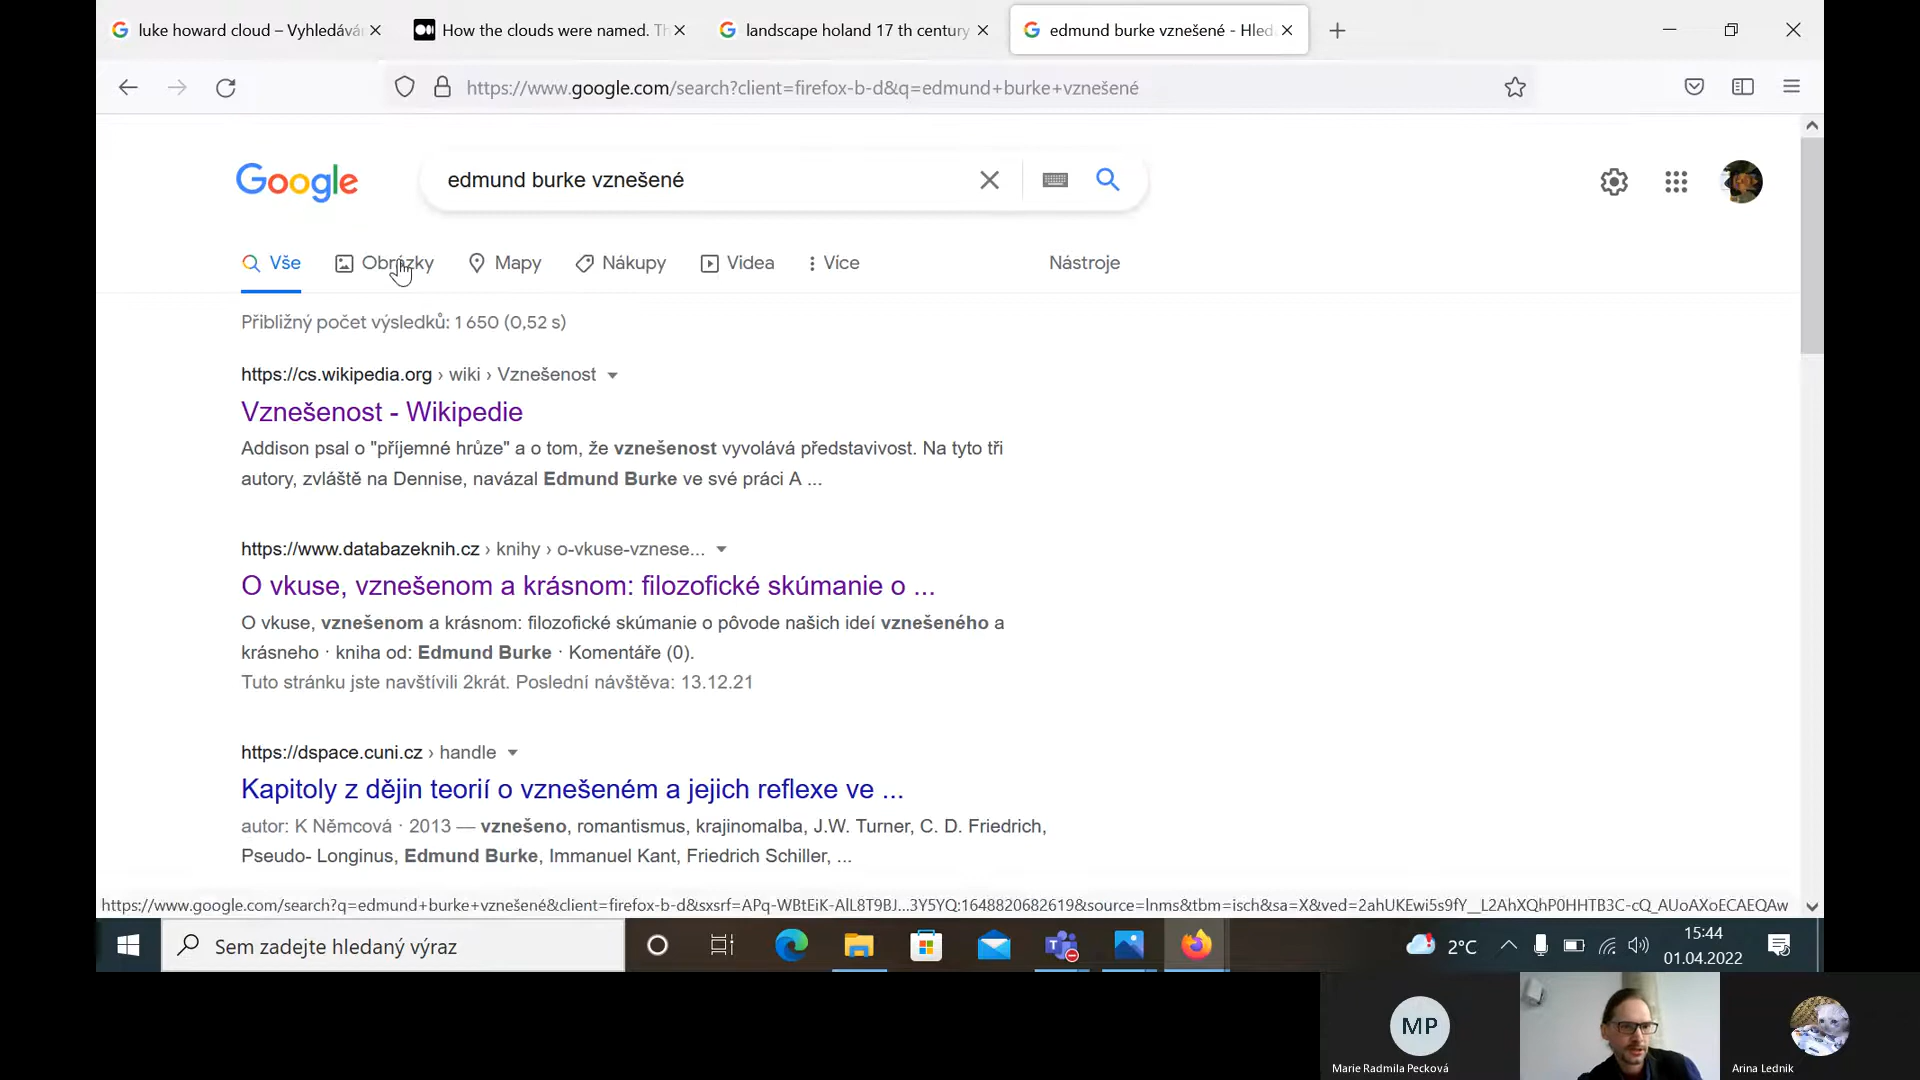 luke howard cloud – Vyhledává
How the clouds were named. Th
landscape holand 17 th century
edmund burke vznešené - Hled
https://www.google.com/search?client=firefox-b-d&q=edmund+burke+vznešené
Google
edmund burke vznešené
Vše
Obrázky
Mapy
Nákupy
Videa
Více
Nástroje
Přibližný počet výsledků: 1 650 (0,52 s)
https://cs.wikipedia.org › wiki › Vznešenost
Vznešenost - Wikipedie
Addison psal o "příjemné hrůze" a o tom, že vznešenost vyvolává představivost. Na tyto tři
autory, zvláště na Dennise, navázal Edmund Burke ve své práci A ...
https://www.databazeknih.cz › knihy › o-vkuse-vznese...
O vkuse, vznešenom a krásnom: filozofické skúmanie o ...
O vkuse, vznešenom a krásnom: filozofické skúmanie o pôvode našich ideí vznešeného a
krásneho · kniha od: Edmund Burke · Komentáře (0).
Tuto stránku jste navštívili 2krát. Poslední návštěva: 13.12.21
https://dspace.cuni.cz › handle
Kapitoly z dějin teorií o vznešeném a jejich reflexe ve ...
autor: K Němcová · 2013 — vznešeno, romantismus, krajinomalba, J.W. Turner, C. D. Friedrich,
Pseudo- Longinus, Edmund Burke, Immanuel Kant, Friedrich Schiller, ...
https://www.google.com/search?q=edmund+burke+vznešené&client=firefox-b-d&sxsrf=APq-WBtEiK-AlL8T9BJ...3Y5YQ:1648820682619&source=lnms&tbm=isch&sa=X&ved=2ahUKEwi5s9fY__L2AhXQhP0HHTB3C-cQ_AUoAXoECAEQAw
Sem zadejte hledaný výraz
2°C
15:44
01.04.2022
MP
Marie Radmila Pecková
Arina Lednik